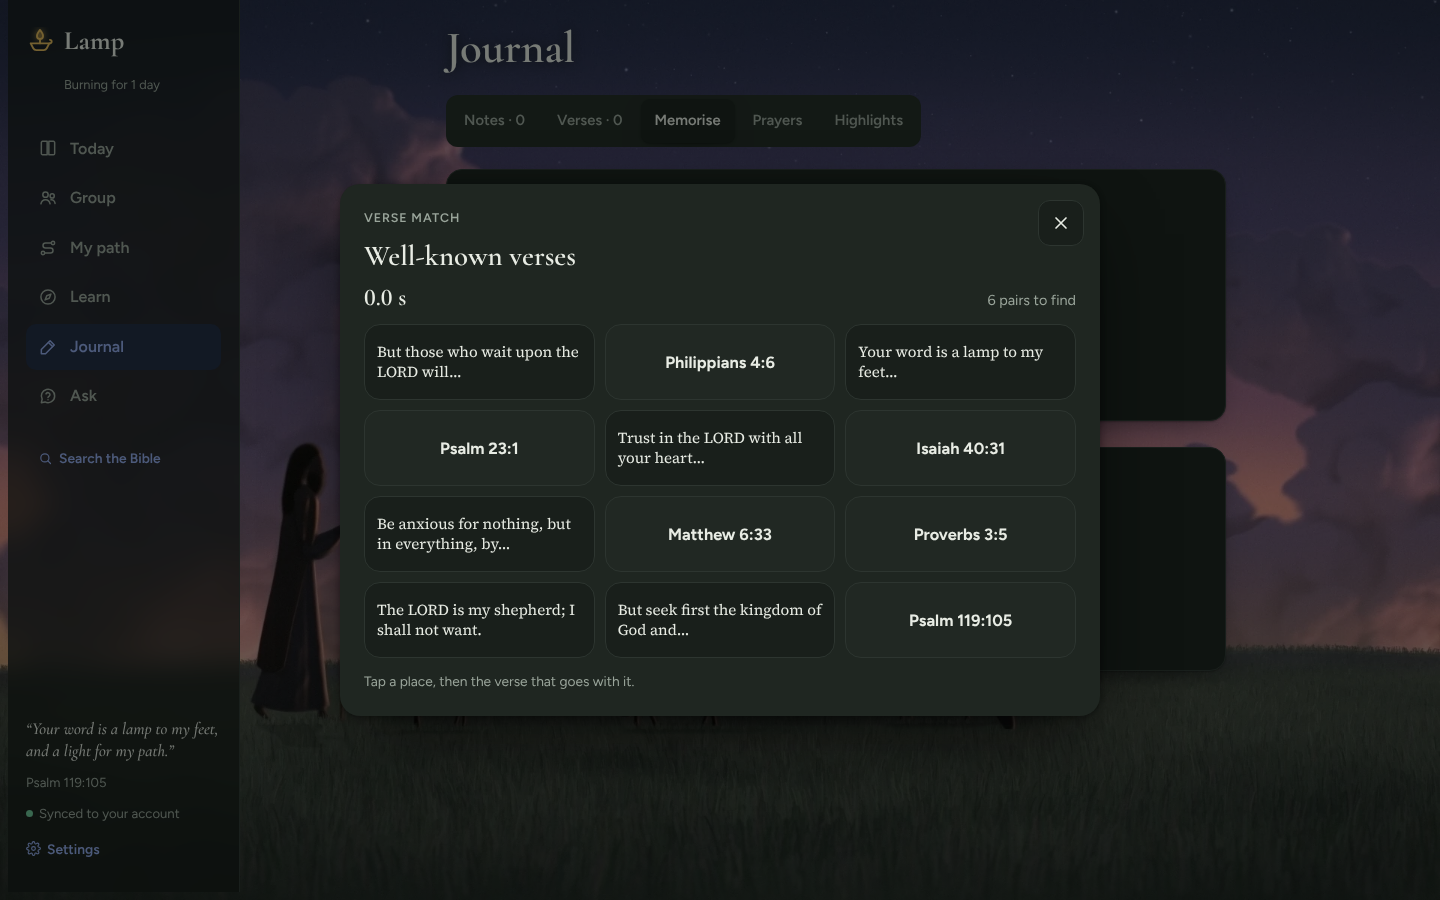 Lamp
Burning for 1 day
Today
Group
My path
Learn
Journal
Ask
Search the Bible
“Your word is a lamp to my feet,
and a light for my path.”
Psalm 119:105
Synced to your account
Settings
Journal
Notes · 0
Verses · 0
Memorise
Prayers
Highlights
VERSE MATCH
Well-known verses
0.0 s
6 pairs to find
But those who wait upon the
LORD will...
Philippians 4:6
Your word is a lamp to my
feet...
Psalm 23:1
Trust in the LORD with all
your heart...
Isaiah 40:31
Be anxious for nothing, but
in everything, by...
Matthew 6:33
Proverbs 3:5
The LORD is my shepherd; I
shall not want.
But seek first the kingdom of
God and...
Psalm 119:105
Tap a place, then the verse that goes with it.